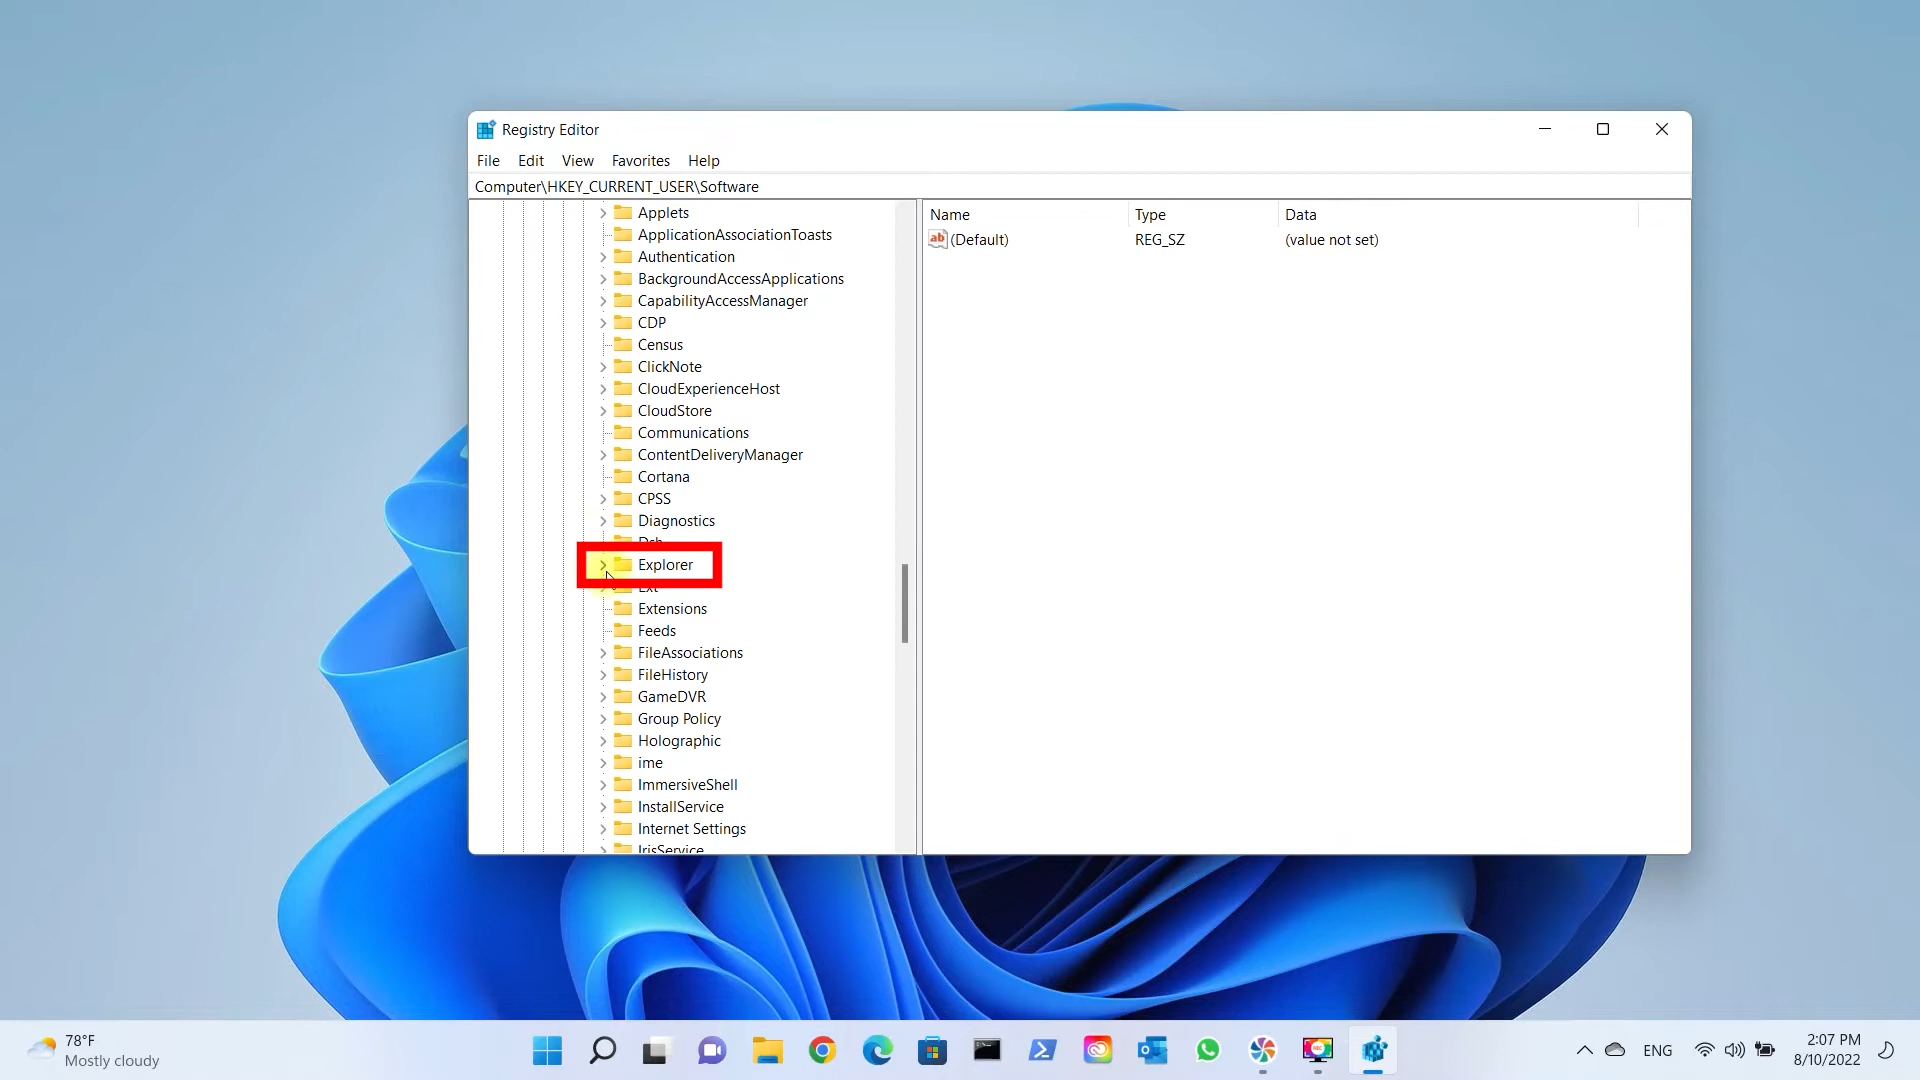 Registry Editor
File Edit View Favorites Help
Computer\HKEY_CURRENT_USER\Software
Name Type Data
(Default) REG_SZ (value not set)
Applets
ApplicationAssociationToasts
Authentication
BackgroundAccessApplications
CapabilityAccessManager
CDP
Census
ClickNote
CloudExperienceHost
CloudStore
Communications
ContentDeliveryManager
Cortana
CPSS
Diagnostics
Dsh
Explorer
Ext
Extensions
Feeds
FileAssociations
FileHistory
GameDVR
Group Policy
Holographic
ime
ImmersiveShell
InstallService
Internet Settings
IrisService
78°F
Mostly cloudy
ENG
2:07 PM
8/10/2022